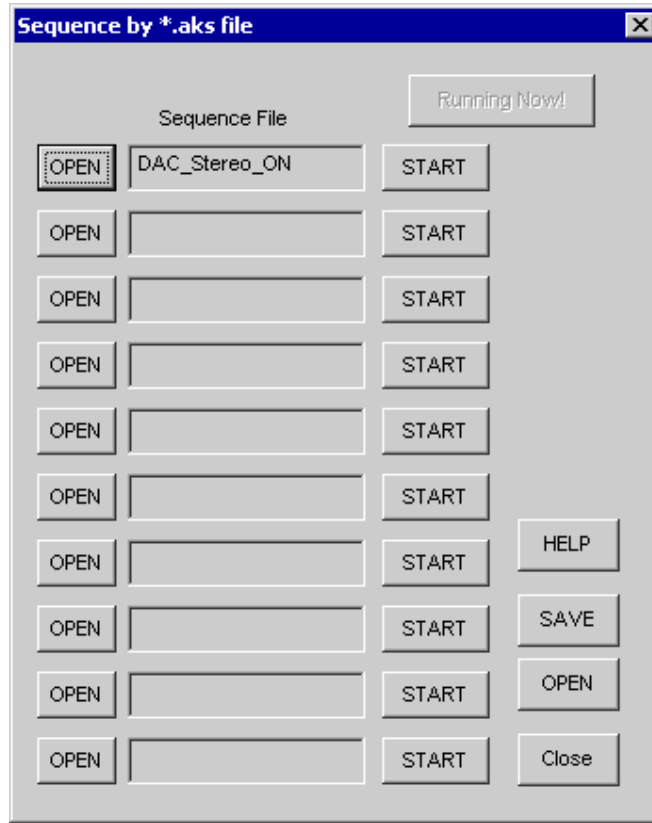 Sequence by *.aks file
Running Now!
Sequence File
OPEN DAC_Stereo_ON START
OPEN START
OPEN START
OPEN START
OPEN START
OPEN START
OPEN START
HELP
OPEN START
SAVE
OPEN START
OPEN
OPEN START
Close